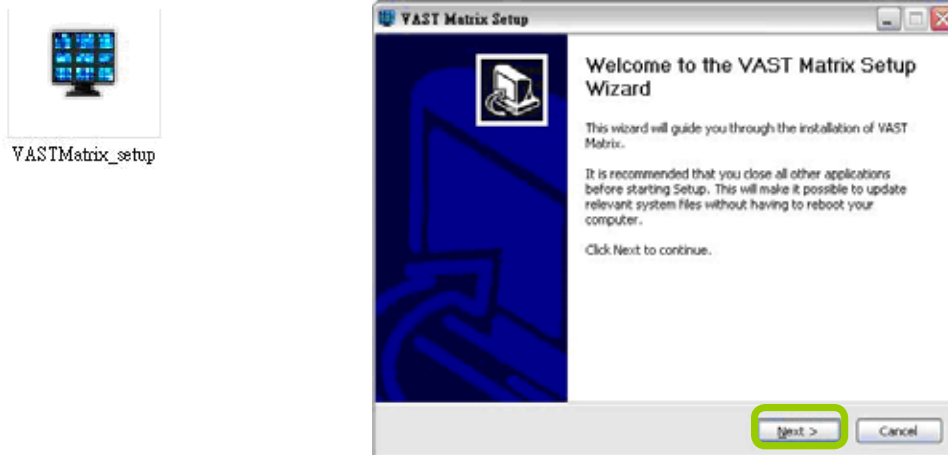 VASTMatrix_setup
VAST Matrix Setup
Welcome to the VAST Matrix Setup
Wizard
This wizard will guide you through the installation of VAST
Matrix.
It is recommended that you close all other applications
before starting Setup. This will make it possible to update
relevant system files without having to reboot your
computer.
Click Next to continue.
Next >
Cancel